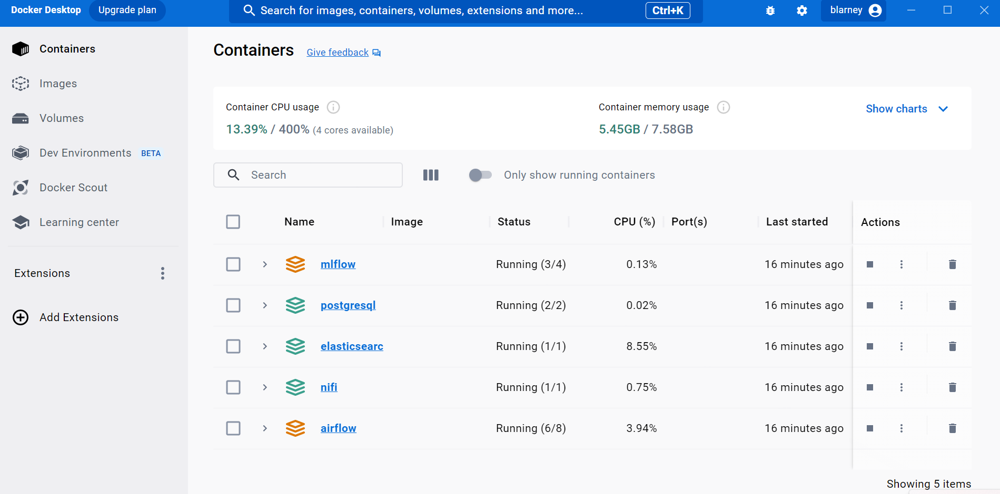 Docker Desktop Upgrade plan Search for images, containers, volumes, extensions and more... Ctrl+K blarney
Containers
Images
Volumes
Dev Environments BETA
Docker Scout
Learning center
Extensions
Add Extensions
Containers Give feedback
Container CPU usage
13.39% / 400% (4 cores available)
Container memory usage
5.45GB / 7.58GB
Show charts
Search
Only show running containers
Name Image Status CPU (%) Port(s) Last started Actions
mlflow Running (3/4) 0.13% 16 minutes ago
postgresql Running (2/2) 0.02% 16 minutes ago
elasticsearc Running (1/1) 8.55% 16 minutes ago
nifi Running (1/1) 0.75% 16 minutes ago
airflow Running (6/8) 3.94% 16 minutes ago
Showing 5 items